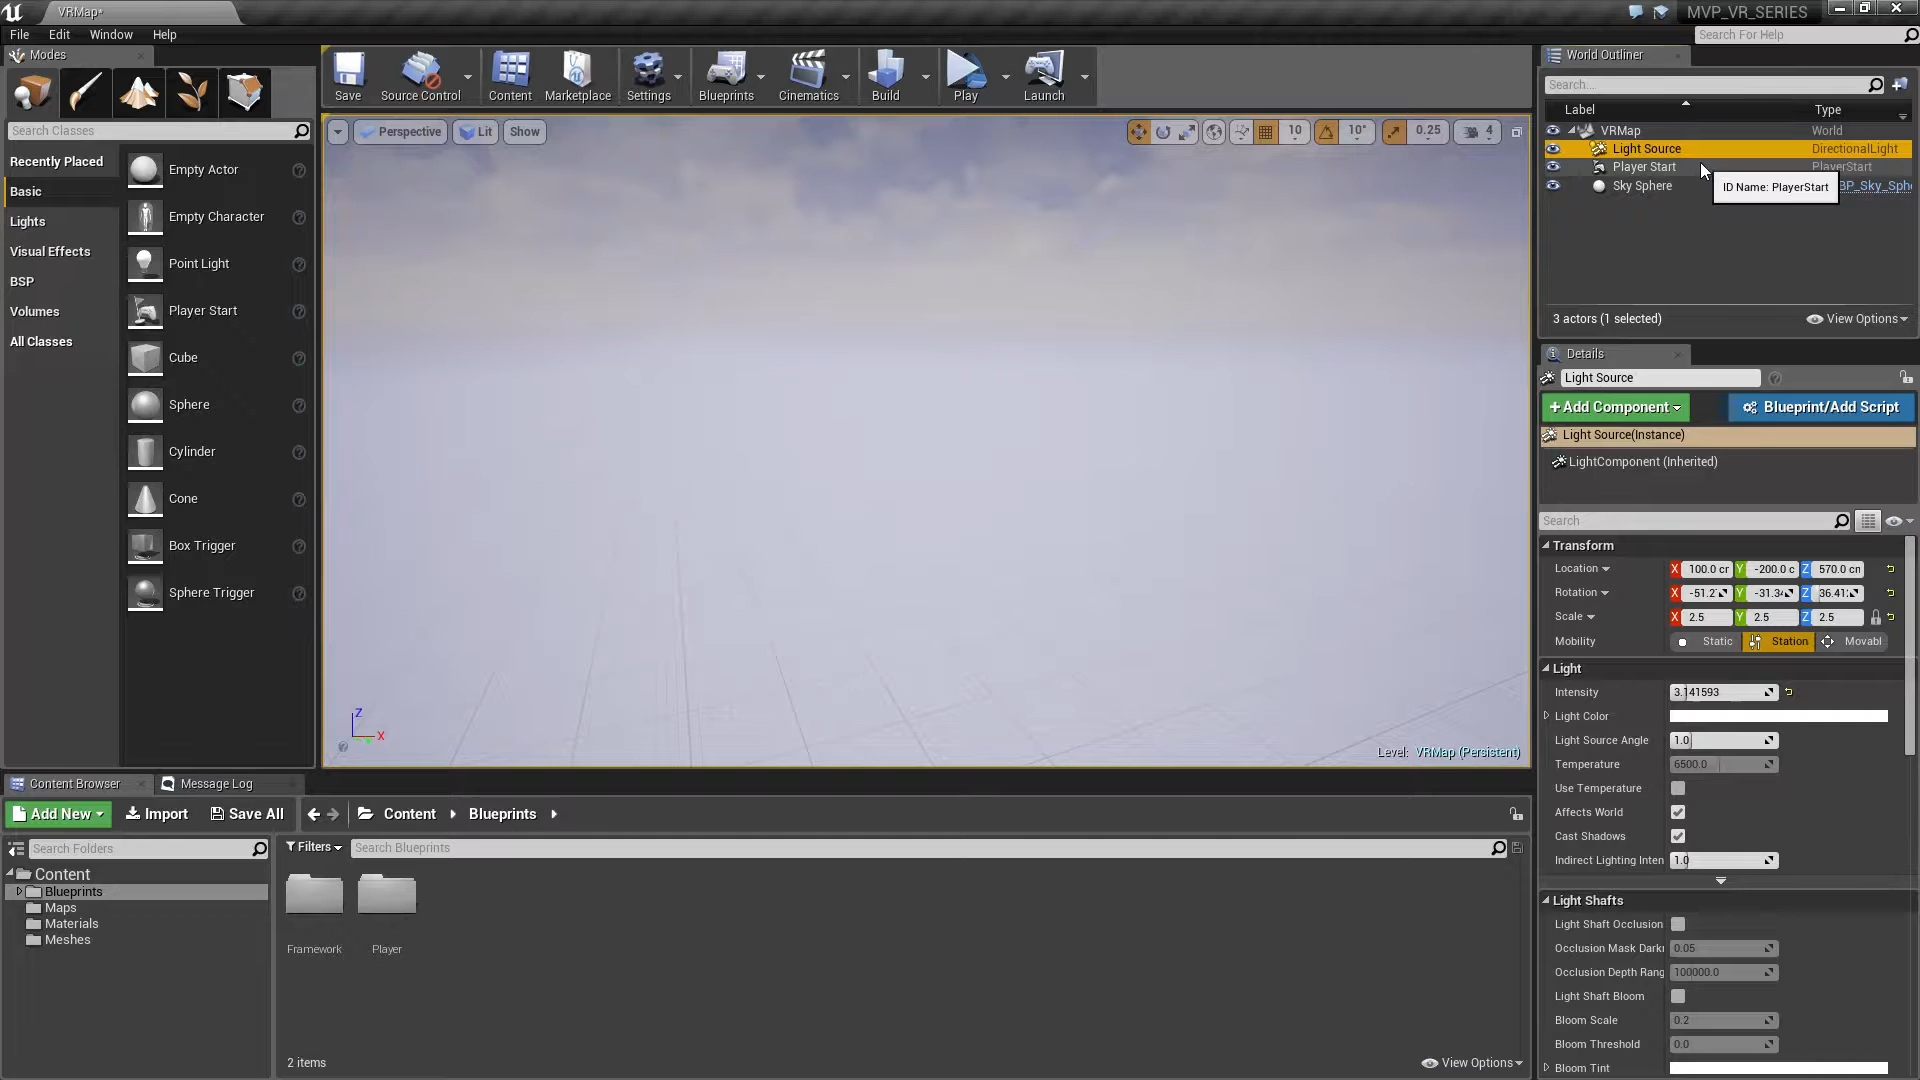 VRMap*
MVP_VR_SERIES
File Edit Window Help
Search For Help
Modes
Save
Source Control
Content
Marketplace
Settings
Blueprints
Cinematics
Build
Play
Launch
World Outliner
Search...
Label
Type
VRMap World
Light Source DirectionalLight
Player Start PlayerStart
Sky Sphere BP_Sky_Sph
ID Name: PlayerStart
3 actors (1 selected)
View Options
Search Classes
Recently Placed
Basic
Lights
Visual Effects
BSP
Volumes
All Classes
Empty Actor
Empty Character
Point Light
Player Start
Cube
Sphere
Cylinder
Cone
Box Trigger
Sphere Trigger
Perspective
Lit
Show
10
10°
0.25
4
Z
X
Level: VRMap (Persistent)
Details
Light Source
+Add Component
Blueprint/Add Script
Light Source(Instance)
LightComponent (Inherited)
Search
Transform
Location X 100.0 cr Y -200.0 c Z 570.0 cn
Rotation X -51.2 Y -31.34 Z 36.41
Scale X 2.5 Y 2.5 Z 2.5
Mobility Static Station Movabl
Light
Intensity 3.141593
Light Color
Light Source Angle 1.0
Temperature 6500.0
Use Temperature
Affects World
Cast Shadows
Indirect Lighting Inten 1.0
Light Shafts
Light Shaft Occlusion
Occlusion Mask Dark 0.05
Occlusion Depth Rang 100000.0
Light Shaft Bloom
Bloom Scale 0.2
Bloom Threshold 0.0
Bloom Tint
Content Browser
Message Log
Add New
Import
Save All
Content
Blueprints
Search Folders
Filters
Search Blueprints
Content
Blueprints
Maps
Materials
Meshes
Framework
Player
2 items
View Options